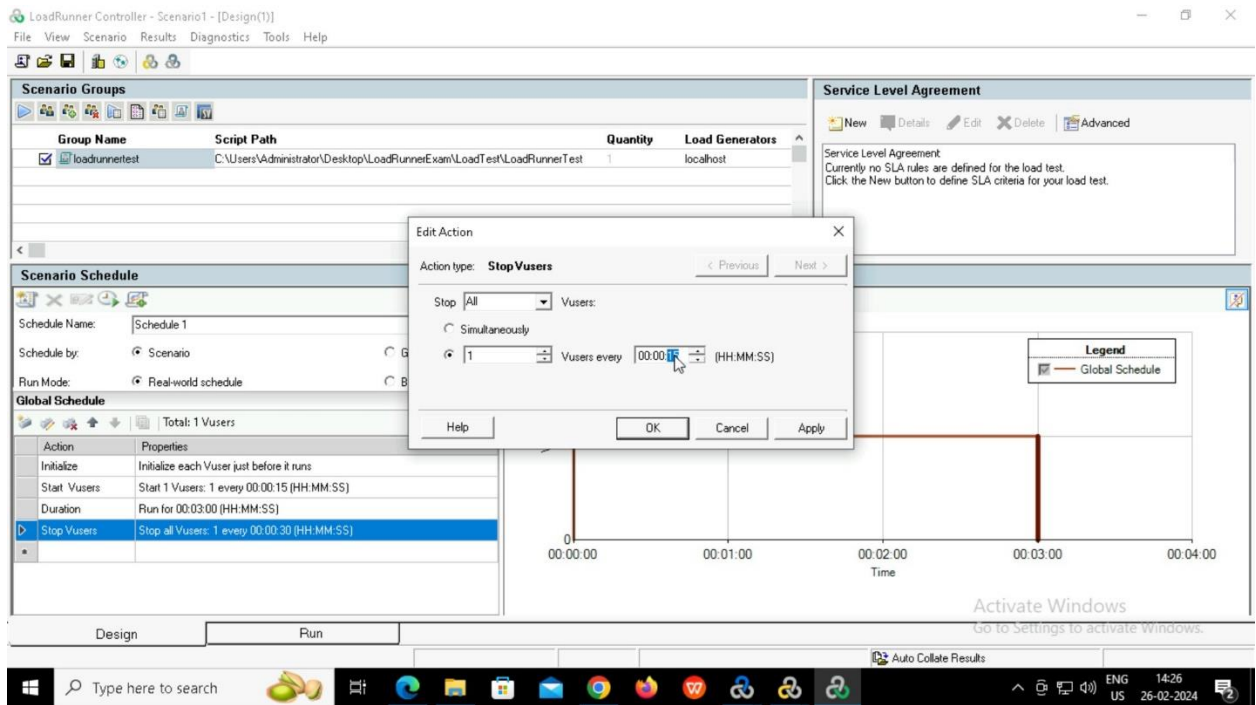 LoadRunner Controller - Scenario1 - [Design(1)]
File View Scenario Results Diagnostics Tools Help
Scenario Groups
Group Name Script Path Quantity Load Generators
loadrunnertest C:\Users\Administrator\Desktop\LoadRunnerExam\LoadTest\LoadRunnerTest 1 localhost
Service Level Agreement
New Details Edit Delete Advanced
Service Level Agreement
Currently no SLA rules are defined for the load test.
Click the New button to define SLA criteria for your load test.
Edit Action
Action type: Stop Vusers < Previous Next >
Stop All Vusers:
Simultaneously
1 Vusers every 00:00:15 (HH:MM:SS)
Help OK Cancel Apply
Scenario Schedule
Schedule Name: Schedule 1
Schedule by: Scenario G
Run Mode: Real-world schedule B
Global Schedule
Total: 1 Vusers
Action Properties
Initialize Initialize each Vuser just before it runs
Start Vusers Start 1 Vusers: 1 every 00:00:15 (HH:MM:SS)
Duration Run for 00:03:00 (HH:MM:SS)
Stop Vusers Stop all Vusers: 1 every 00:00:30 (HH:MM:SS)
Legend
Global Schedule
0
00:00:00 00:01:00 00:02:00 00:03:00 00:04:00
Time
Activate Windows
Go to Settings to activate Windows.
Design Run
Auto Collate Results
Type here to search
ENG
US
14:26
26-02-2024
2